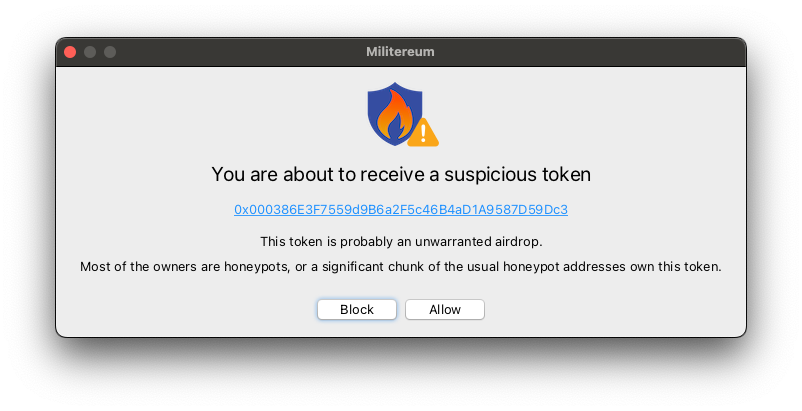 Militereum
You are about to receive a suspicious token
0x000386E3F7559d9B6a2F5c46B4aD1A9587D59Dc3
This token is probably an unwarranted airdrop.
Most of the owners are honeypots, or a significant chunk of the usual honeypot addresses own this token.
Block
Allow